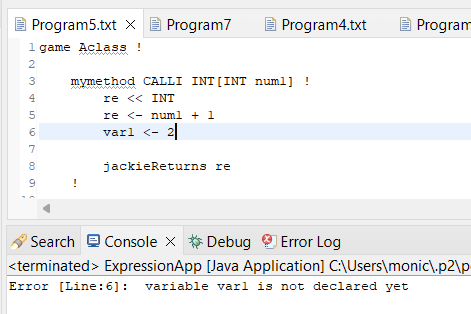 Program5.txt Program7 Program4.txt Program
1 game Aclass !
2
3 mymethod CALLI INT[INT num1] !
4 re << INT
5 re <- num1 + 1
6 var1 <- 2
7
8 jackieReturns re
9 !
Search Console Debug Error Log
<terminated> ExpressionApp [Java Application] C:\Users\monic\.p2\p
Error [Line:6]: variable var1 is not declared yet